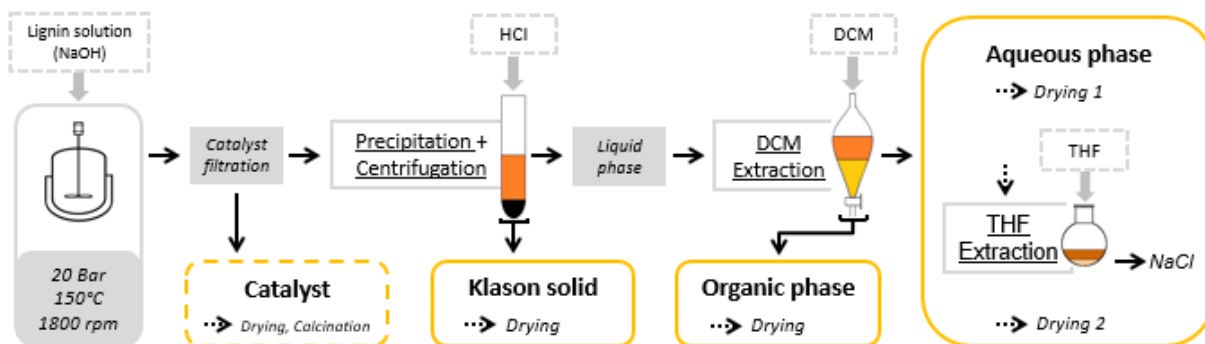 Lignin solution
(NaOH)
20 Bar
150°C
1800 rpm
Catalyst
filtration
Catalyst
Drying, Calcination
HCl
Precipitation +
Centrifugation
Klason solid
Drying
Liquid
phase
DCM
DCM
Extraction
Organic phase
Drying
Aqueous phase
Drying 1
THF
THF
Extraction
NaCl
Drying 2